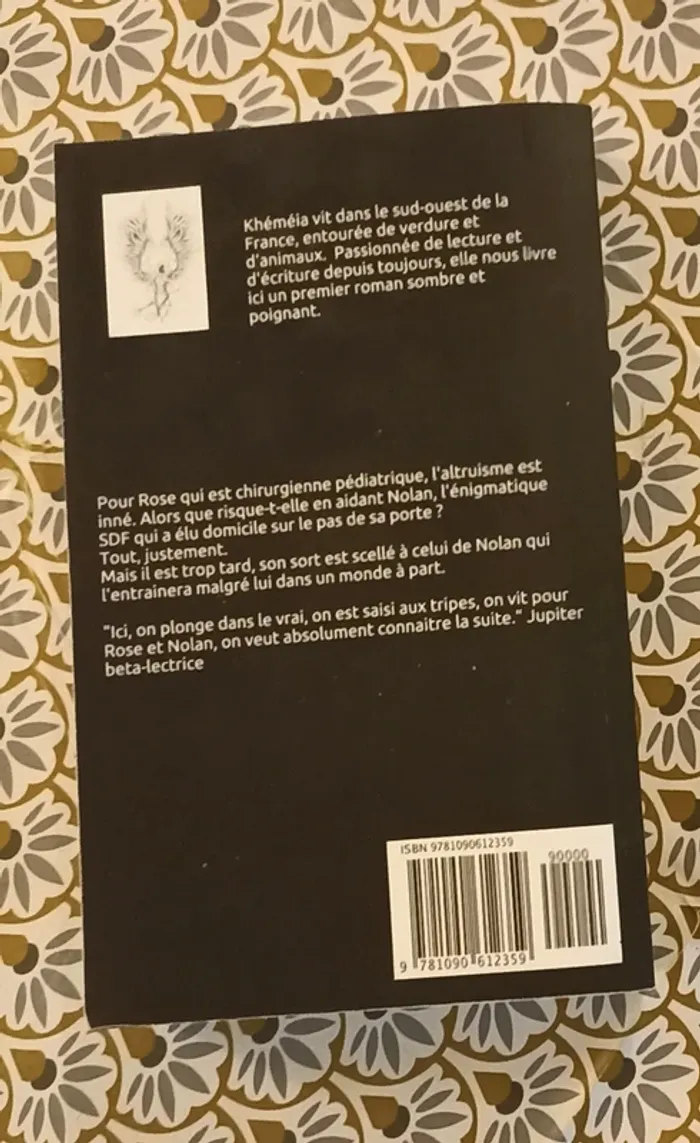 Khéméia vit dans le sud-ouest de la
France, entourée de verdure et
d'animaux. Passionnée de lecture et
d'écriture depuis toujours, elle nous livre
ici un premier roman sombre et
poignant.
Pour Rose qui est chirurgienne pédiatrique, l'altruisme est
inné. Alors que risque-t-elle en aidant Nolan, l'énigmatique
SDF qui a élu domicile sur le pas de sa porte ?
Tout, justement.
Mais il est trop tard, son sort est scellé à celui de Nolan qui
l'entrainera malgré lui dans un monde à part.
"Ici, on plonge dans le vrai, on est saisi aux tripes, on vit pour
Rose et Nolan, on veut absolument connaitre la suite." Jupiter
beta-lectrice
ISBN 9781090612359
90000
9 781090 612359